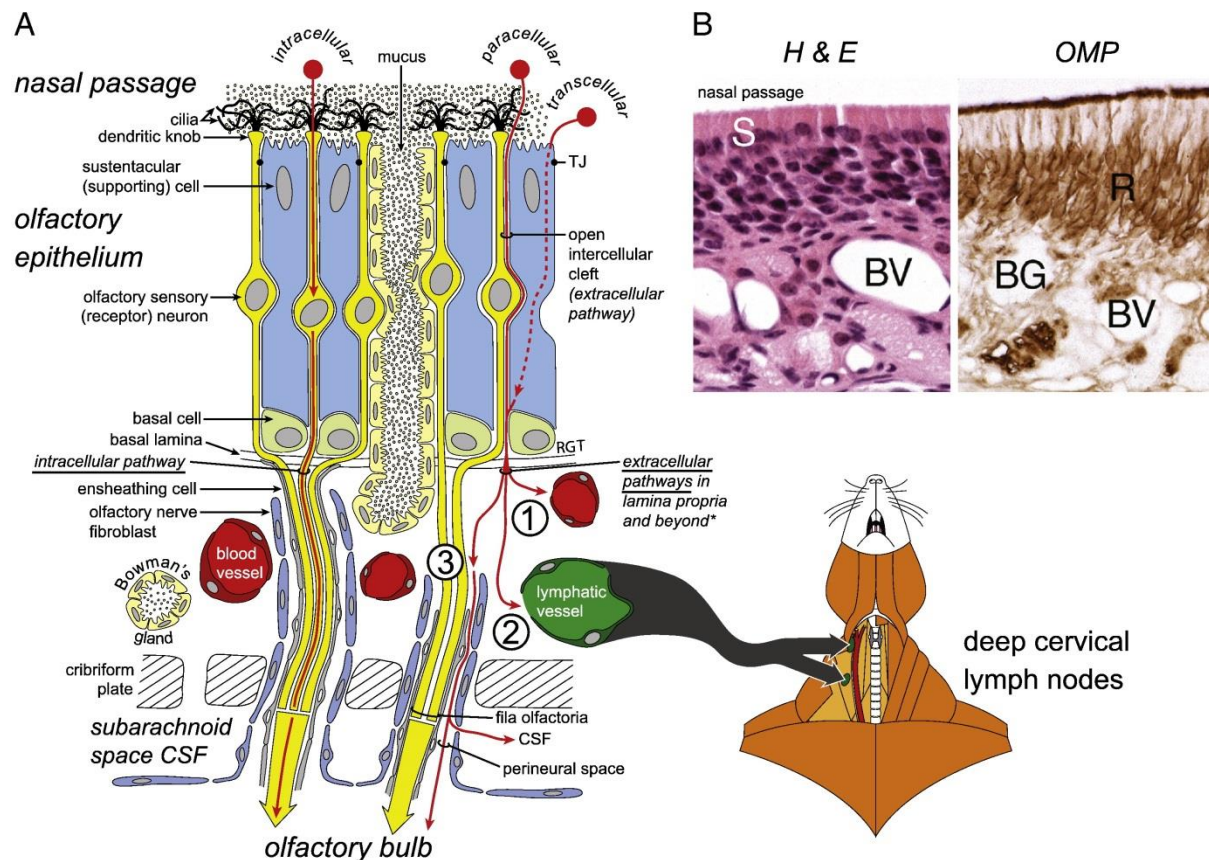 A
nasal passage
intracellular
mucus
paracellular
transcellular
cilia
dendritic knob
sustentacular
(supporting) cell
TJ
olfactory
epithelium
open
intercellular
cleft
(extracellular
pathway)
olfactory sensory
(receptor) neuron
basal cell
basal lamina
RGT
intracellular pathway
extracellular
pathways in
lamina propria
and beyond*
ensheathing cell
olfactory nerve
fibroblast
1
blood
vessel
3
Bowman's
gland
lymphatic
vessel
2
cribriform
plate
fila olfactoria
subarachnoid
space CSF
CSF
perineural space
olfactory bulb
deep cervical
lymph nodes
B
H & E
OMP
nasal passage
S
R
BV
BG
BV